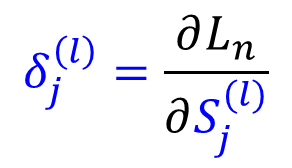 δ_j^(l) = ∂L_n / ∂S_j^(l)